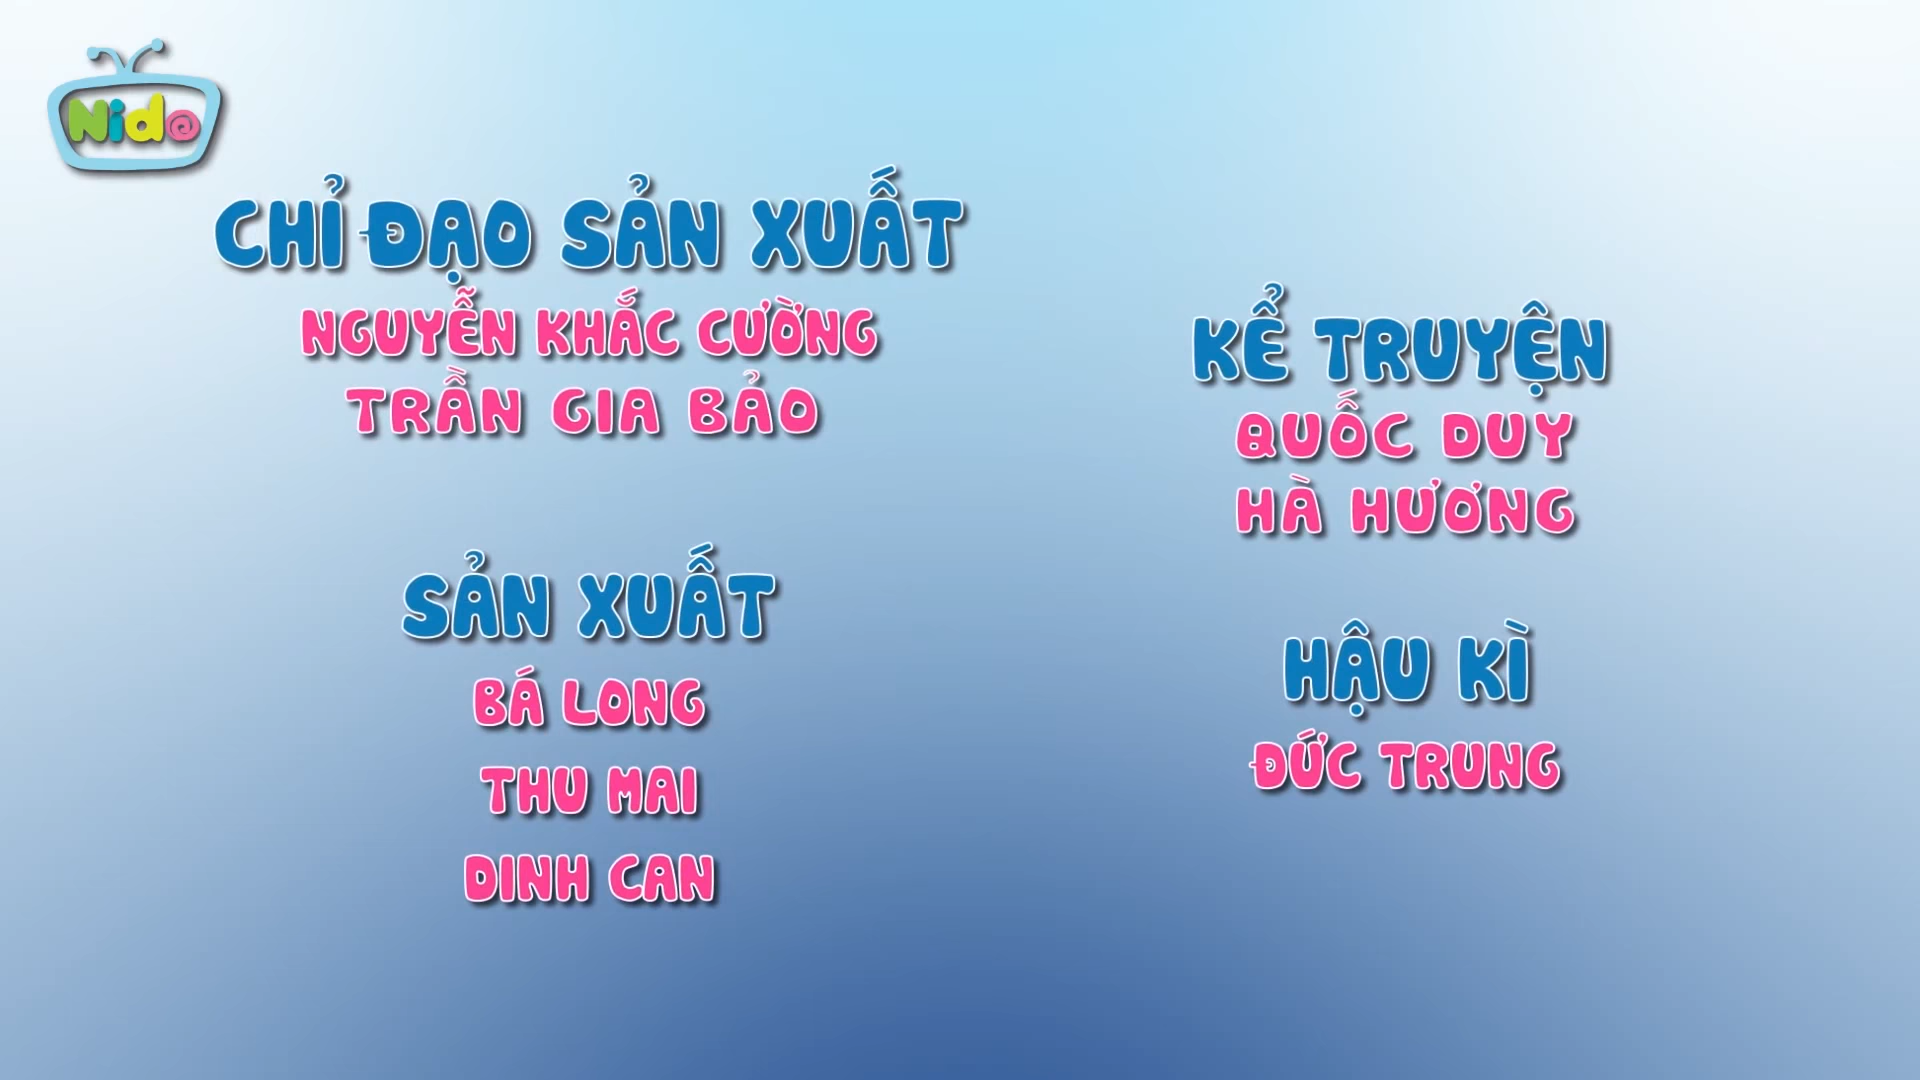 Nido
CHỈ ĐẠO SẢN XUẤT
NGUYỄN KHẮC CƯỜNG
TRẦN GIA BẢO
SẢN XUẤT
BÁ LONG
THU MAI
DINH CAN
KỂ TRUYỆN
QUỐC DUY
HÀ HƯƠNG
HẬU KÌ
ĐỨC TRUNG